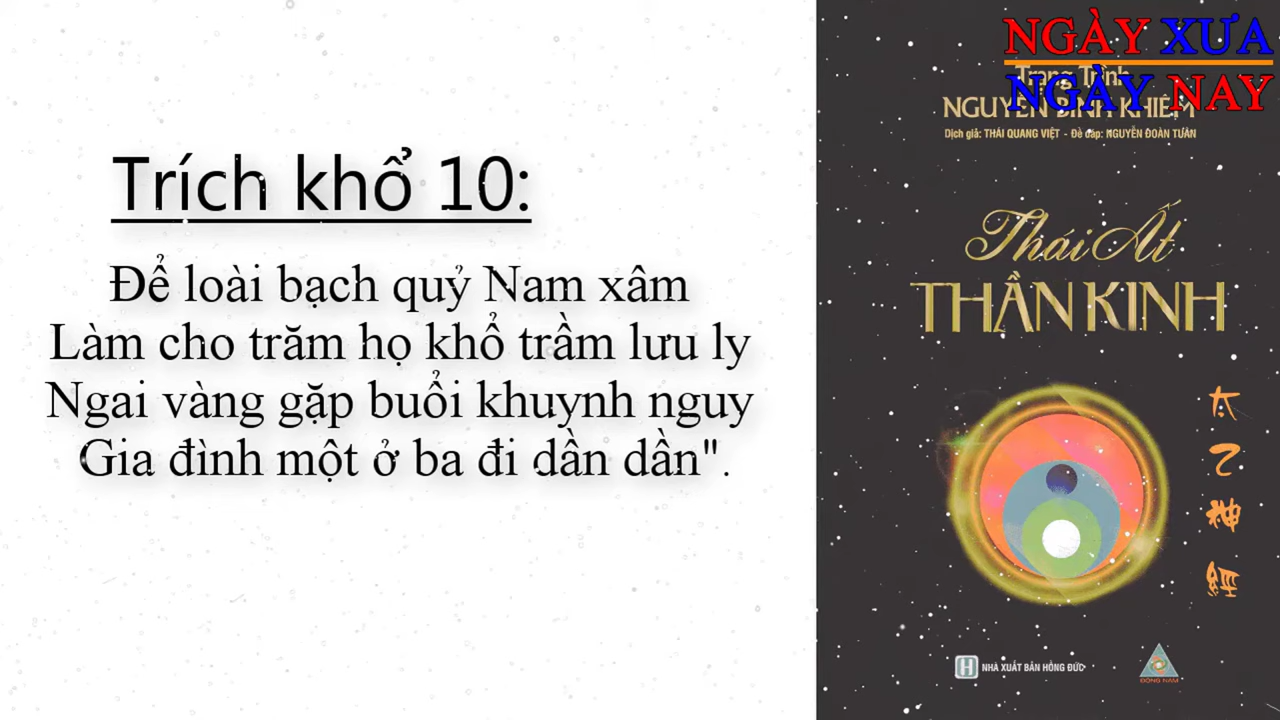 Trích khổ 10:
Để loài bạch quỷ Nam xâm
Làm cho trăm họ khổ trầm lưu ly
Ngai vàng gặp buổi khuynh nguy
Gia đình một ở ba đi dần dần".
NGÀY XƯA
NGÀY NAY
Trạng Trình
NGUYỄN BỈNH KHIÊM
Dịch giả: THÁI QUANG VIỆT - Đề đáp: NGUYỄN ĐOÀN TUÂN
Thái Ất
THẦN KINH
太
乙
神
經
H NHÀ XUẤT BẢN HỒNG ĐỨC
ĐÔNG NAM